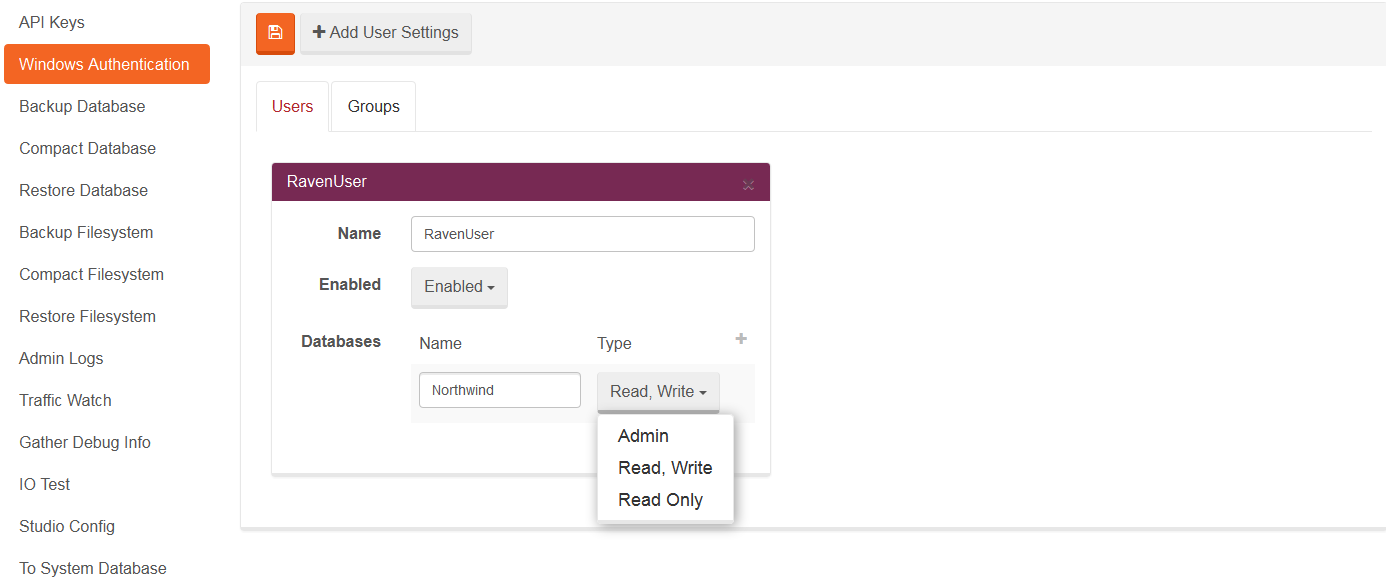 API Keys
Windows Authentication
Backup Database
Compact Database
Restore Database
Backup Filesystem
Compact Filesystem
Restore Filesystem
Admin Logs
Traffic Watch
Gather Debug Info
IO Test
Studio Config
To System Database
Add User Settings
Users Groups
RavenUser
Name RavenUser
Enabled Enabled
Databases Name Type
Northwind Read, Write
Admin
Read, Write
Read Only